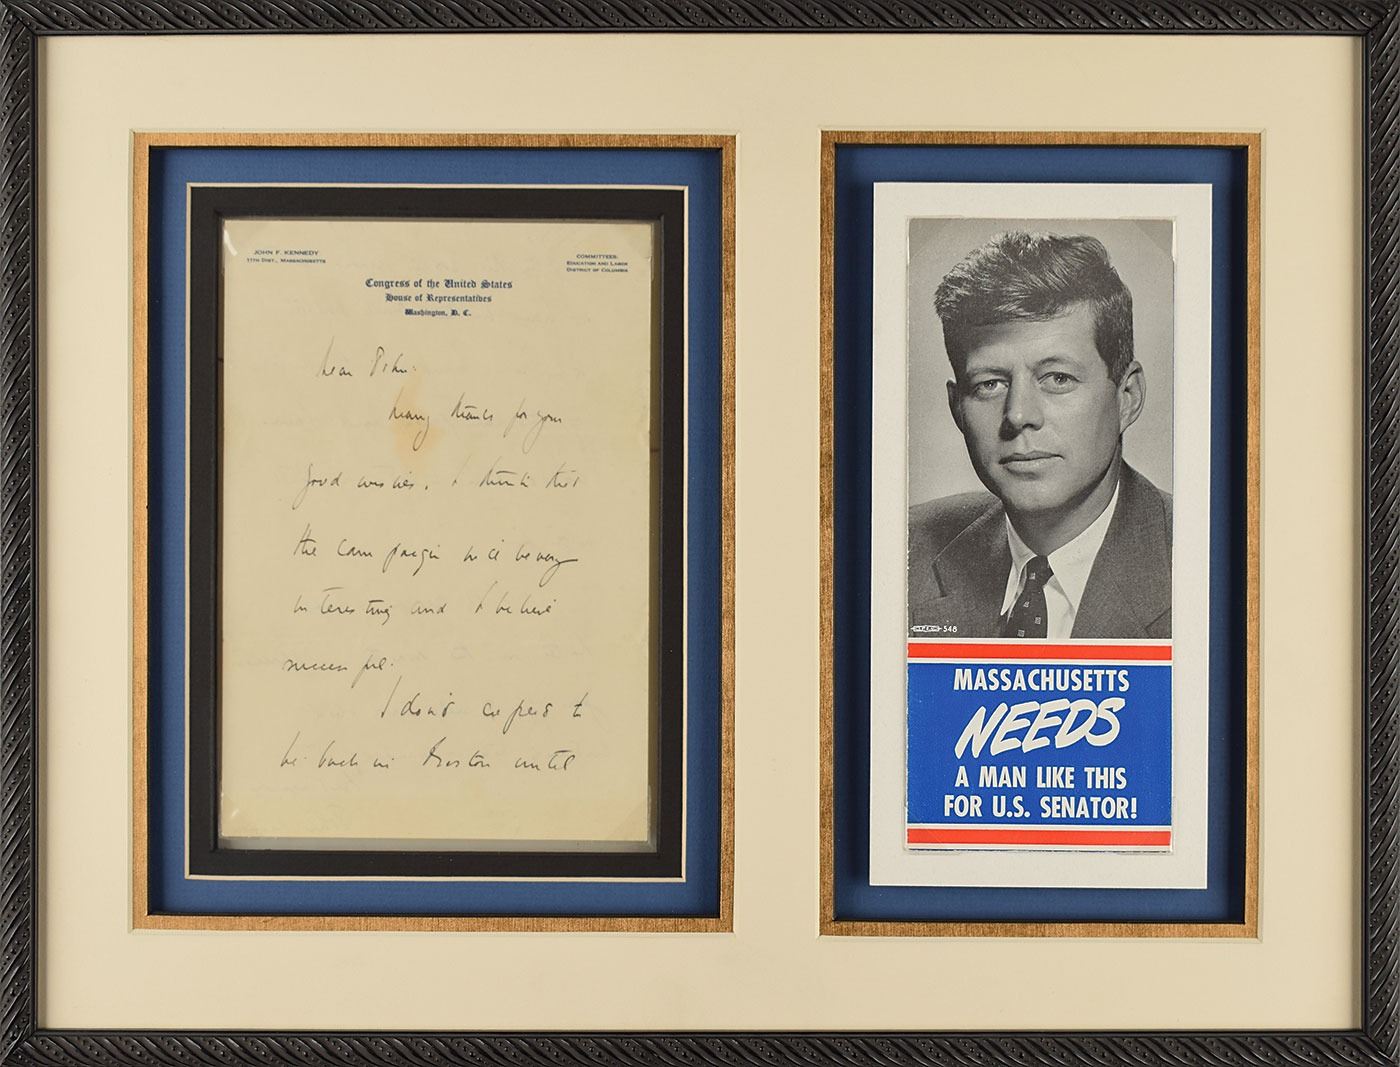 JOHN F. KENNEDY
11TH DIST., MASSACHUSETTS
COMMITTEES:
EDUCATION AND LABOR
DISTRICT OF COLUMBIA
Congress of the United States
House of Representatives
Washington, D. C.
Dear
Many thanks for your
good wishes. I think that
the campaign will be very
interesting and I believe
successful.
I don't expect to
be back in Boston until
548
MASSACHUSETTS
NEEDS
A MAN LIKE THIS
FOR U.S. SENATOR!